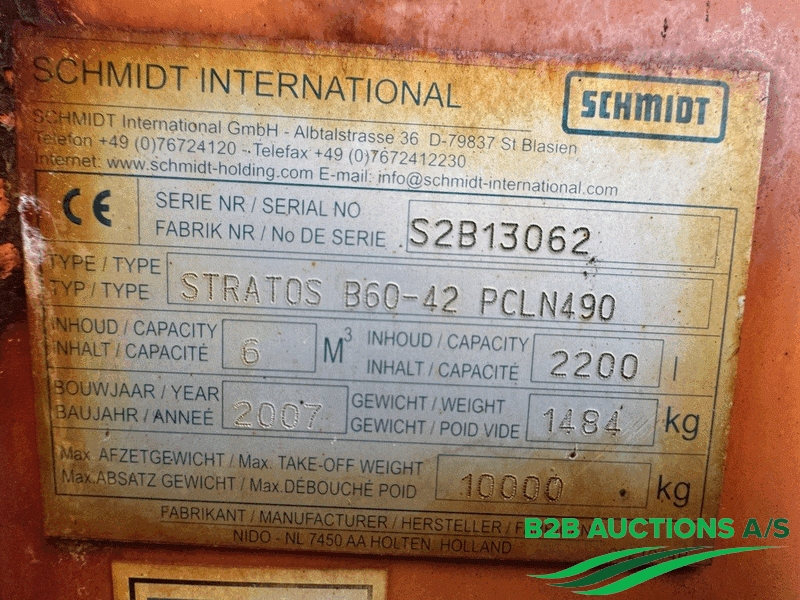 SCHMIDT INTERNATIONAL
SCHMIDT
SCHMIDT International GmbH - Albtalstrasse 36 D-79837 St Blasien
Telefon +49 (0)76724120 - Telefax +49 (0)7672412230
Internet: www.schmidt-holding.com E-mail: info@schmidt-international.com
CE
SERIE NR / SERIAL NO
FABRIK NR / No DE SERIE
S2B13062
TYPE / TYPE
TYP / TYPE
STRATOS B60-42 PCLN490
INHOUD / CAPACITY
INHALT / CAPACITÉ
6 M³
INHOUD / CAPACITY
INHALT / CAPACITÉ
2200 l
BOUWJAAR / YEAR
BAUJAHR / ANNEÉ
2007
GEWICHT / WEIGHT
GEWICHT / POID VIDE
1484 kg
Max. AFZETGEWICHT / Max. TAKE-OFF WEIGHT
Max. ABSATZ GEWICHT / Max. DÉBOUCHÉ POID
10000 kg
FABRIKANT / MANUFACTURER / HERSTELLER /
NIDO - NL 7450 AA HOLTEN, HOLLAND
B2B AUCTIONS A/S